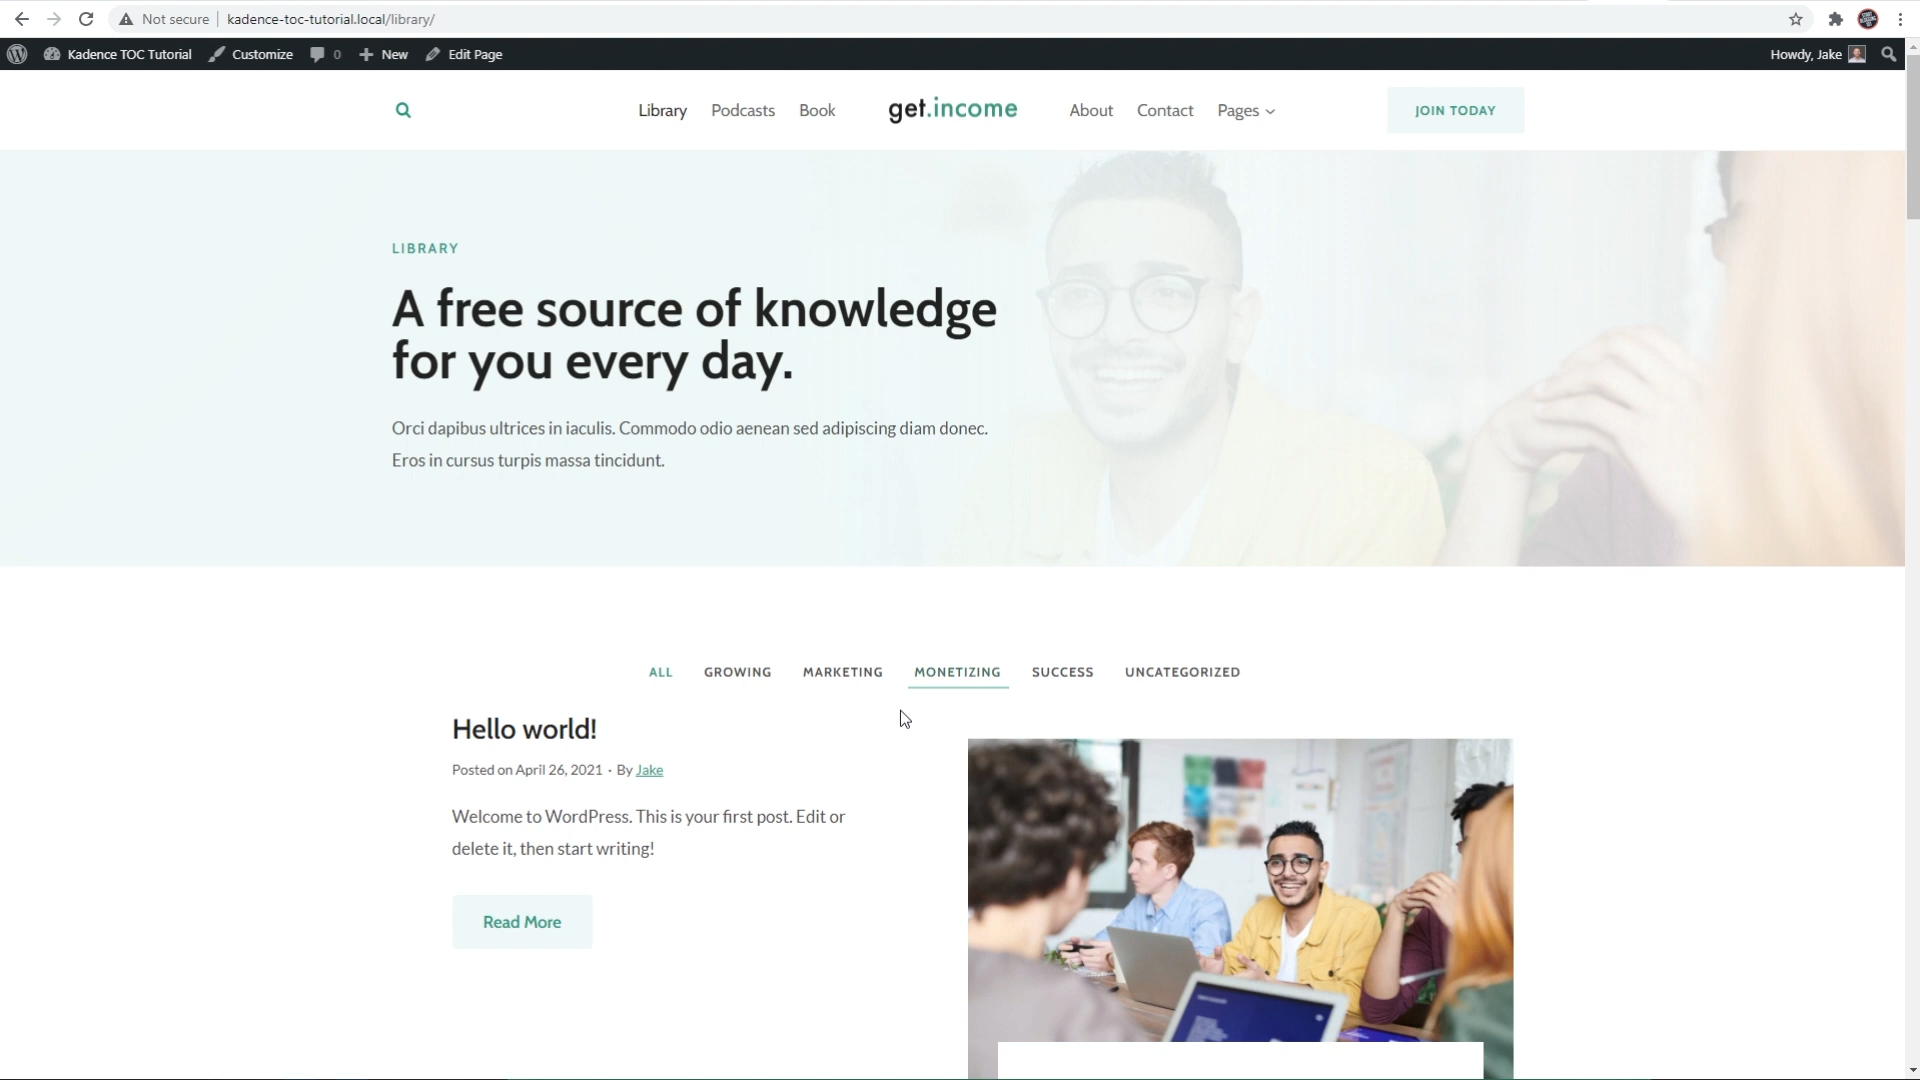 Not secure
kadence-toc-tutorial.local/library/
Kadence TOC Tutorial
Customize
0
New
Edit Page
Howdy, Jake
Library
Podcasts
Book
get.income
About
Contact
Pages
JOIN TODAY
LIBRARY
A free source of knowledge
for you every day.
Orci dapibus ultrices in iaculis. Commodo odio aenean sed adipiscing diam donec.
Eros in cursus turpis massa tincidunt.
ALL
GROWING
MARKETING
MONETIZING
SUCCESS
UNCATEGORIZED
Hello world!
Posted on April 26, 2021 · By Jake
Welcome to WordPress. This is your first post. Edit or
delete it, then start writing!
Read More